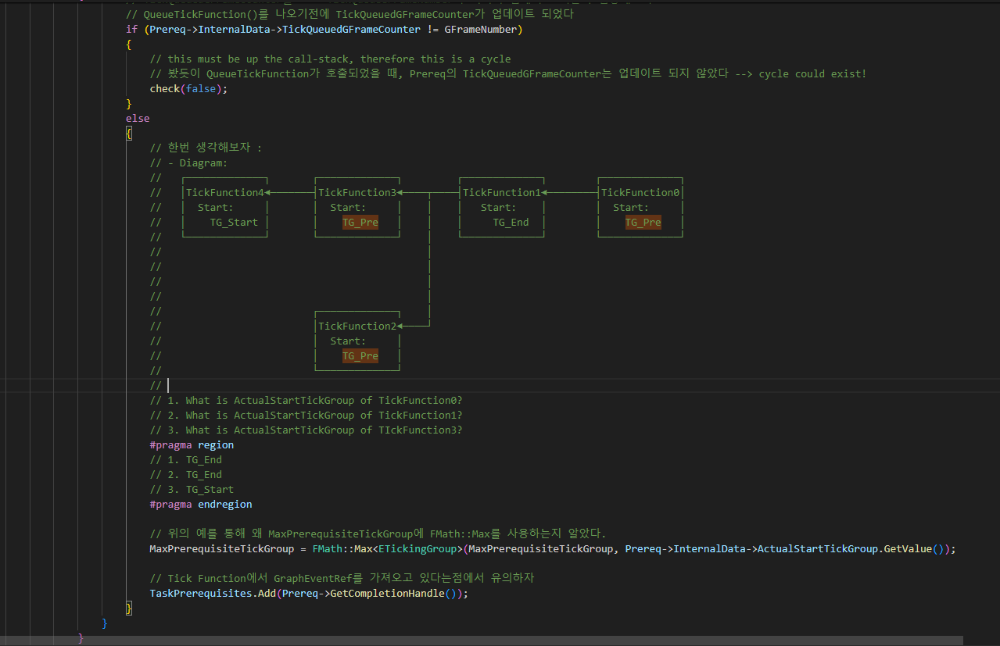 // QueueTickFunction()를 나오기전에 TickQueuedGFrameCounter가 업데이트 되었다
if (Prereq->InternalData->TickQueuedGFrameCounter != GFrameNumber)
{
// this must be up the call-stack, therefore this is a cycle
// 봤듯이 QueueTickFunction가 호출되었을 때, Prereq의 TickQueuedGFrameCounter는 업데이트 되지 않았다 --> cycle could exist!
check(false);
}
else
{
// 한번 생각해보자 :
// - Diagram:
// ┌─────────────┐ ┌─────────────┐ ┌─────────────┐ ┌─────────────┐
// │TickFunction4◄───────┤TickFunction3◄────┬────┤TickFunction1◄────────┤TickFunction0│
// │ Start: │ │ Start: │ │ │ Start: │ │ Start: │
// │ TG_Start │ │ TG_Pre │ │ │ TG_End │ │ TG_Pre │
// └─────────────┘ └─────────────┘ │ └─────────────┘ └─────────────┘
// │
// │
// │
// │
// ┌─────────────┐ │
// │TickFunction2◄────┘
// │ Start: │
// │ TG_Pre │
// └─────────────┘
//
// 1. What is ActualStartTickGroup of TickFunction0?
// 2. What is ActualStartTickGroup of TickFunction1?
// 3. What is ActualStartTickGroup of TIckFunction3?
#pragma region
// 1. TG_End
// 2. TG_End
// 3. TG_Start
#pragma endregion
// 위의 예를 통해 왜 MaxPrerequisiteTickGroup에 FMath::Max를 사용하는지 알았다.
MaxPrerequisiteTickGroup = FMath::Max<ETickingGroup>(MaxPrerequisiteTickGroup, Prereq->InternalData->ActualStartTickGroup.GetValue());
// Tick Function에서 GraphEventRef를 가져오고 있다는점에서 유의하자
TaskPrerequisites.Add(Prereq->GetCompletionHandle());
}
}
}